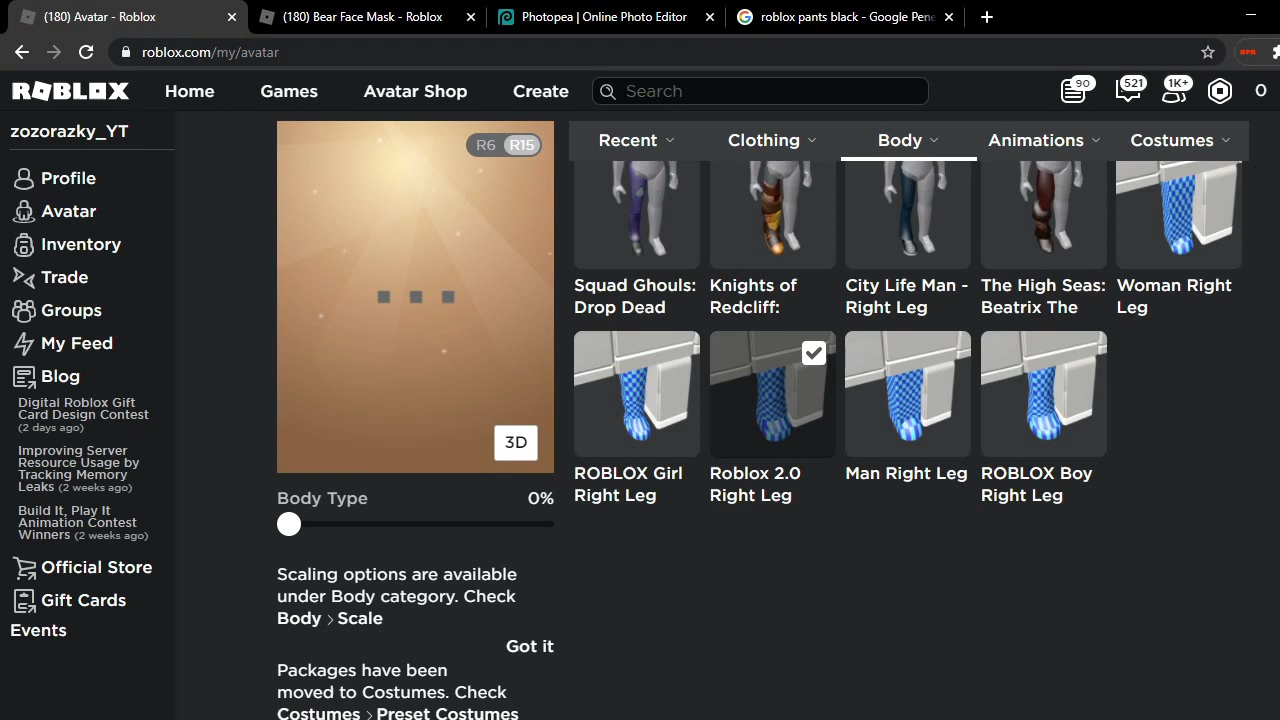 (180) Avatar - Roblox
(180) Bear Face Mask - Roblox
Photopea | Online Photo Editor
roblox pants black - Google Pene
roblox.com/my/avatar
ROBLOX
Home
Games
Avatar Shop
Create
Search
90
521
1K+
0
zozorazky_YT
Profile
Avatar
Inventory
Trade
Groups
My Feed
Blog
Digital Roblox Gift
Card Design Contest
(2 days ago)
Improving Server
Resource Usage by
Tracking Memory
Leaks (2 weeks ago)
Build It, Play It
Animation Contest
Winners (2 weeks ago)
Official Store
Gift Cards
Events
R6 R15
3D
Body Type 0%
Scaling options are available
under Body category. Check
Body > Scale
Got it
Packages have been
moved to Costumes. Check
Costumes > Preset Costumes
Recent
Clothing
Body
Animations
Costumes
Squad Ghouls:
Drop Dead
Knights of
Redcliff:
City Life Man -
Right Leg
The High Seas:
Beatrix The
Woman Right
Leg
ROBLOX Girl
Right Leg
Roblox 2.0
Right Leg
Man Right Leg
ROBLOX Boy
Right Leg